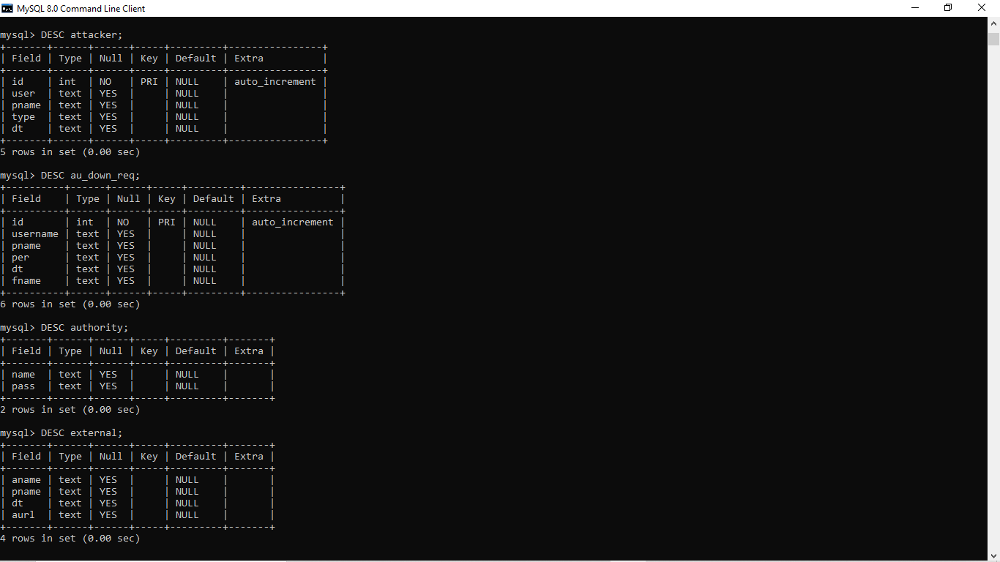 MySQL 8.0 Command Line Client
mysql> DESC attacker;
+-------+------+------+-----+---------+----------------+
| Field | Type | Null | Key | Default | Extra          |
+-------+------+------+-----+---------+----------------+
| id    | int  | NO   | PRI | NULL    | auto_increment |
| user  | text | YES  |     | NULL    |                |
| pname | text | YES  |     | NULL    |                |
| type  | text | YES  |     | NULL    |                |
| dt    | text | YES  |     | NULL    |                |
+-------+------+------+-----+---------+----------------+
5 rows in set (0.00 sec)
mysql> DESC au_down_req;
+----------+------+------+-----+---------+----------------+
| Field    | Type | Null | Key | Default | Extra          |
+----------+------+------+-----+---------+----------------+
| id       | int  | NO   | PRI | NULL    | auto_increment |
| username | text | YES  |     | NULL    |                |
| pname    | text | YES  |     | NULL    |                |
| per      | text | YES  |     | NULL    |                |
| dt       | text | YES  |     | NULL    |                |
| fname    | text | YES  |     | NULL    |                |
+----------+------+------+-----+---------+----------------+
6 rows in set (0.00 sec)
mysql> DESC authority;
+-------+------+------+-----+---------+-------+
| Field | Type | Null | Key | Default | Extra |
+-------+------+------+-----+---------+-------+
| name  | text | YES  |     | NULL    |       |
| pass  | text | YES  |     | NULL    |       |
+-------+------+------+-----+---------+-------+
2 rows in set (0.00 sec)
mysql> DESC external;
+-------+------+------+-----+---------+-------+
| Field | Type | Null | Key | Default | Extra |
+-------+------+------+-----+---------+-------+
| aname | text | YES  |     | NULL    |       |
| pname | text | YES  |     | NULL    |       |
| dt    | text | YES  |     | NULL    |       |
| aurl  | text | YES  |     | NULL    |       |
+-------+------+------+-----+---------+-------+
4 rows in set (0.00 sec)